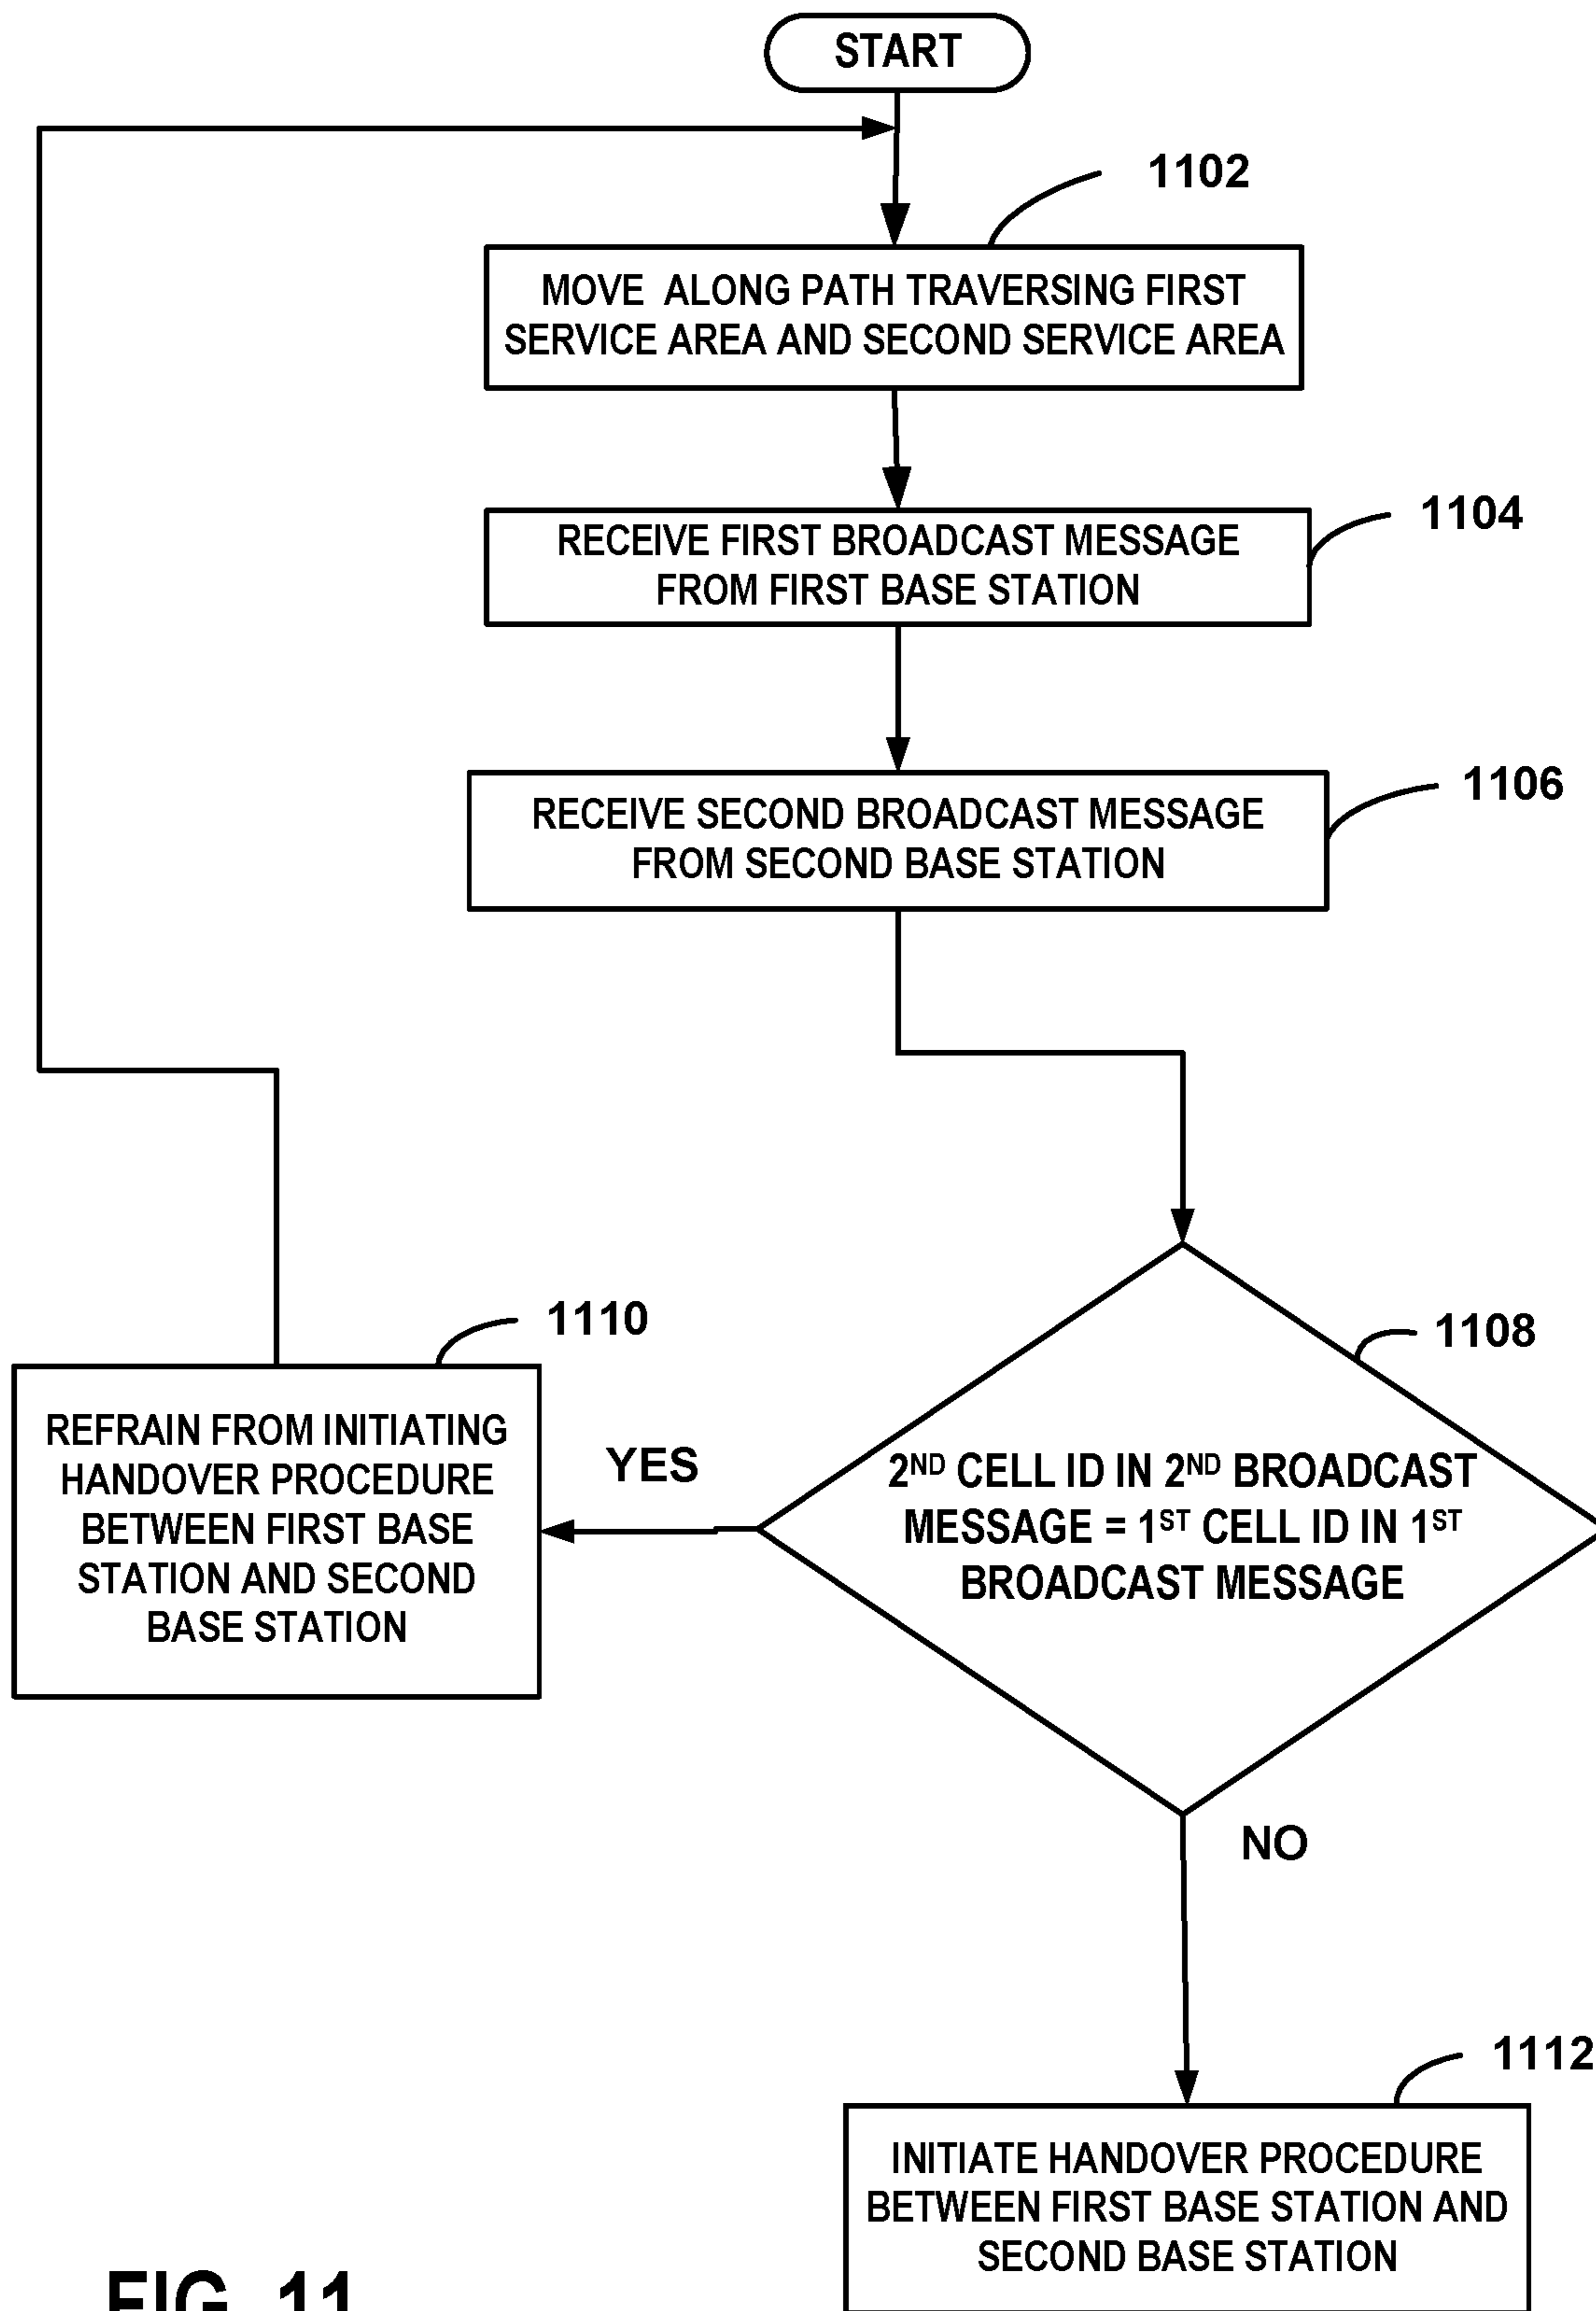 START
1102
MOVE ALONG PATH TRAVERSING FIRST
SERVICE AREA AND SECOND SERVICE AREA
1104
RECEIVE FIRST BROADCAST MESSAGE
FROM FIRST BASE STATION
1106
RECEIVE SECOND BROADCAST MESSAGE
FROM SECOND BASE STATION
1110
REFRAIN FROM INITIATING
HANDOVER PROCEDURE
BETWEEN FIRST BASE
STATION AND SECOND
BASE STATION
YES
1108
2ND CELL ID IN 2ND BROADCAST
MESSAGE = 1ST CELL ID IN 1ST
BROADCAST MESSAGE
NO
1112
INITIATE HANDOVER PROCEDURE
BETWEEN FIRST BASE STATION AND
SECOND BASE STATION
FIG. 11